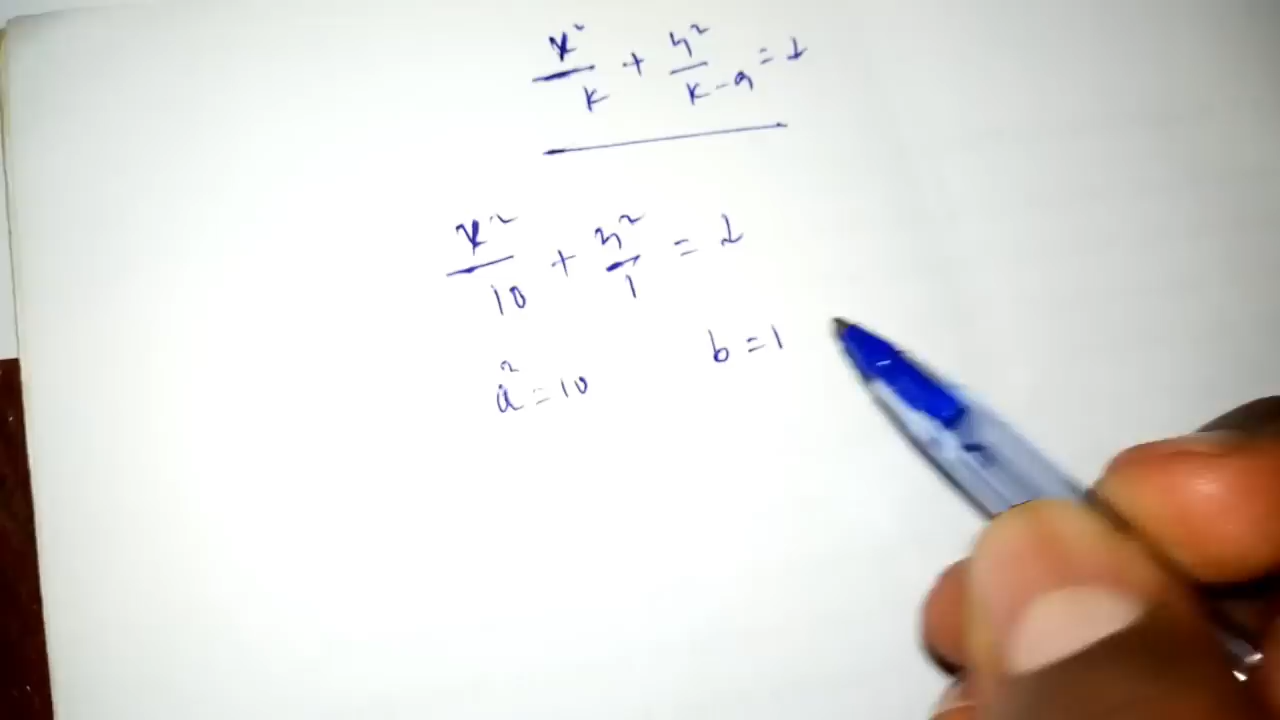 x²/k + y²/k-9 = 1
x²/10 + y²/1 = 1
a² = 10 b = 1